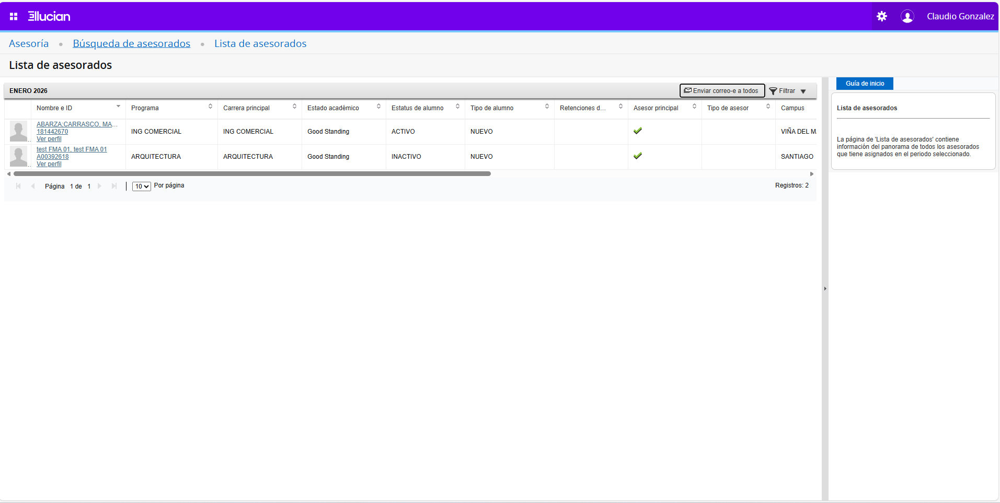 ellucian
Claudio Gonzalez
Asesoría • Búsqueda de asesorados • Lista de asesorados
Lista de asesorados
ENERO 2026
Enviar correo-e a todos
Filtrar
Guía de inicio
Nombre e ID
Programa
Carrera principal
Estado académico
Estatus de alumno
Tipo de alumno
Retenciones d...
Asesor principal
Tipo de asesor
Campus
ABARZA;CARRASCO, MA...
181442670
Ver perfil
ING COMERCIAL
ING COMERCIAL
Good Standing
ACTIVO
NUEVO
VIÑA DEL M
test FMA 01, test FMA 01
A00392618
Ver perfil
ARQUITECTURA
ARQUITECTURA
Good Standing
INACTIVO
NUEVO
SANTIAGO
Página 1 de 1
10 Por página
Registros: 2
Lista de asesorados
La página de 'Lista de asesorados' contiene
información del panorama de todos los asesorados
que tiene asignados en el periodo seleccionado.